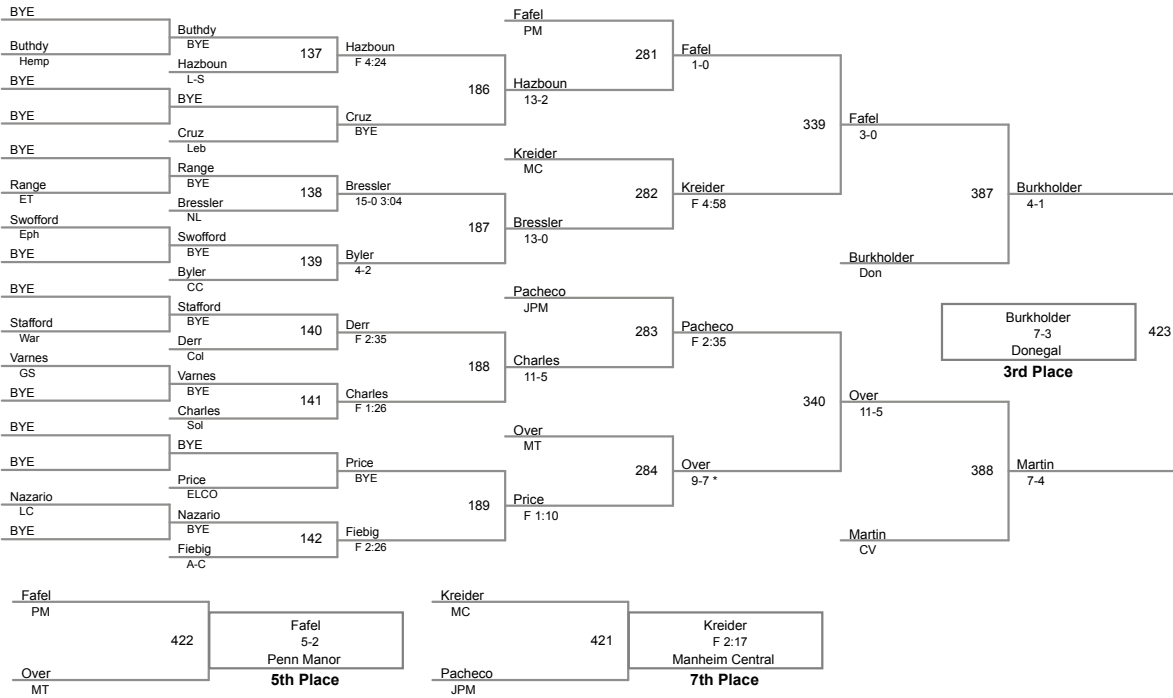 BYE
Buthdy
Hemp
BYE
BYE
BYE
Range
ET
Swofford
Eph
BYE
BYE
Stafford
War
Varnes
GS
BYE
BYE
BYE
Nazario
LC
BYE
Buthdy
BYE
137
Hazboun
L-S
BYE
Cruz
Leb
Range
BYE
138
Bressler
NL
Swofford
BYE
139
Byler
CC
Stafford
BYE
140
Derr
Col
Varnes
BYE
141
Charles
Sol
BYE
Price
ELCO
Nazario
BYE
142
Fiebig
A-C
Hazboun
F 4:24
186
Cruz
BYE
Bressler
15-0 3:04
187
Byler
4-2
Derr
F 2:35
188
Charles
F 1:26
Price
BYE
189
Fiebig
F 2:26
Fafel
PM
281
Hazboun
13-2
Kreider
MC
282
Bressler
13-0
Pacheco
JPM
283
Charles
11-5
Over
MT
284
Price
F 1:10
Fafel
1-0
339
Kreider
F 4:58
Pacheco
F 2:35
340
Over
9-7 *
Fafel
3-0
387
Burkholder
Don
Over
11-5
388
Martin
CV
Burkholder
4-1
Burkholder
7-3
Donegal
423
3rd Place
Martin
7-4
Fafel
PM
422
Over
MT
Fafel
5-2
Penn Manor
5th Place
Kreider
MC
421
Pacheco
JPM
Kreider
F 2:17
Manheim Central
7th Place